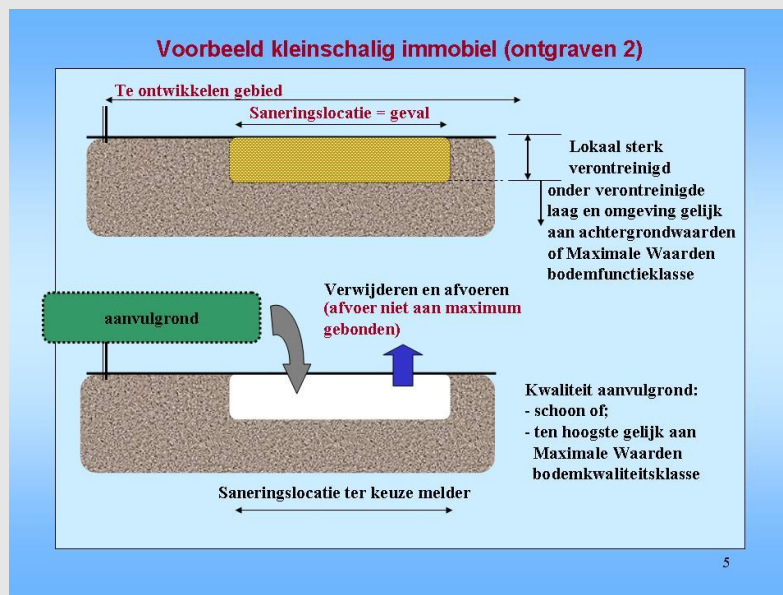 Voorbeeld kleinschalig immobiel (ontgraven 2)
Te ontwikkelen gebied
Saneringslocatie = geval
Lokaal sterk
verontreinigd
onder verontreinigde
laag en omgeving gelijk
aan achtergrondwaarden
of Maximale Waarden
bodemfunctieklasse
Verwijderen en afvoeren
(afvoer niet aan maximum
gebonden)
aanvulgrond
Kwaliteit aanvulgrond:
- schoon of;
- ten hoogste gelijk aan
Maximale Waarden
bodemkwaliteitsklasse
Saneringslocatie ter keuze melder
5